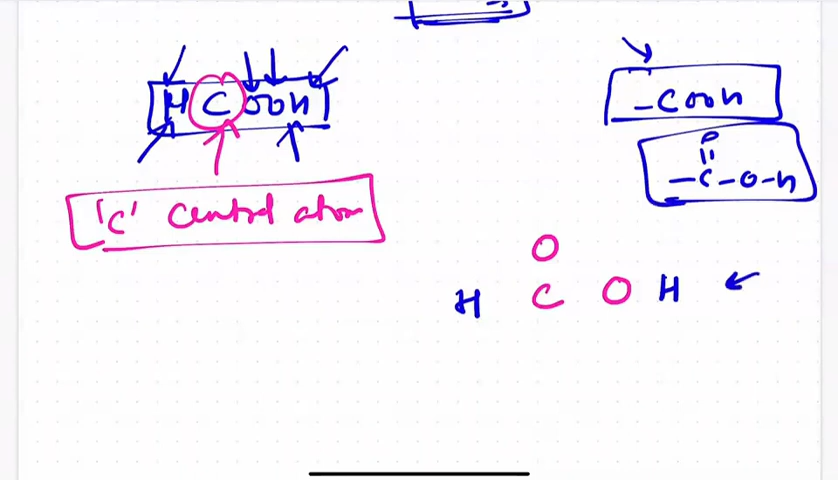 HCOOH
-COOH
O
-C-O-H
'C' Central atom
O
H C O H